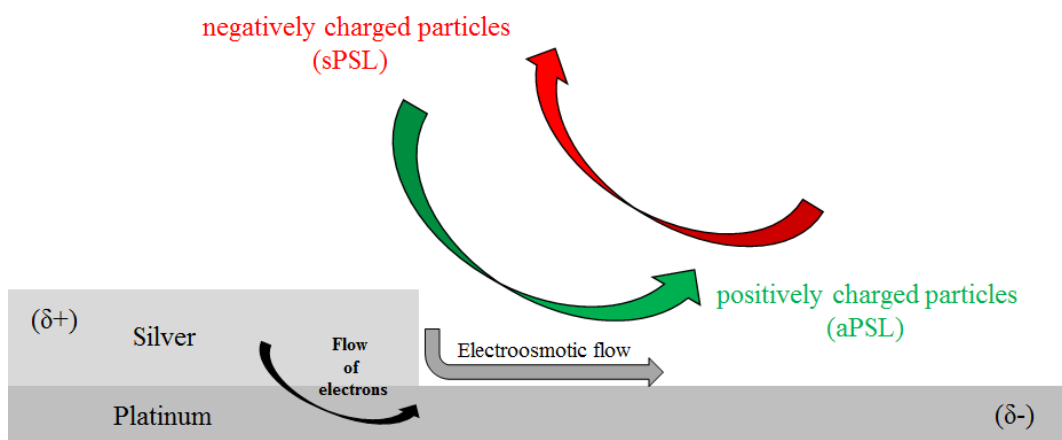 negatively charged particles
(sPSL)
positively charged particles
(aPSL)
(δ+)
Silver
Flow
of
electrons
Electroosmotic flow
Platinum
(δ-)